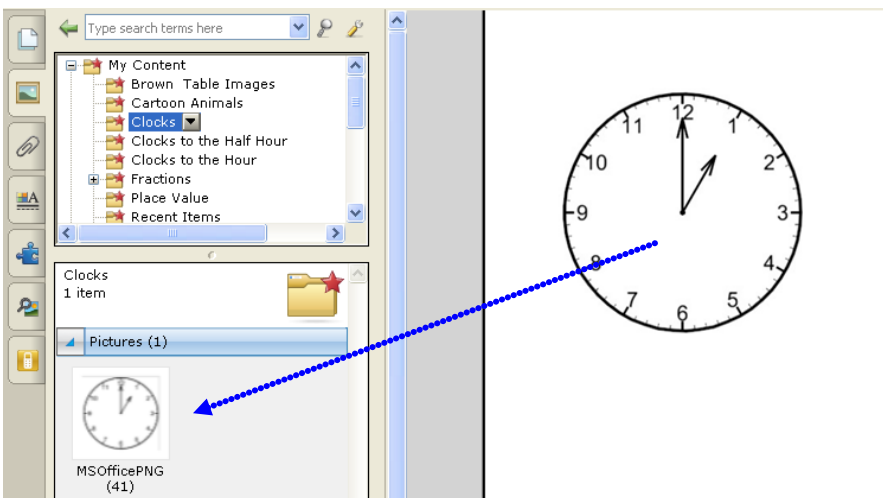 Type search terms here
My Content
Brown Table Images
Cartoon Animals
Clocks
Clocks to the Half Hour
Clocks to the Hour
Fractions
Place Value
Recent Items
Clocks
1 item
Pictures (1)
MSOfficePNG
(41)
A
12
11 1
10 2
9 3
8 4
7 5
6